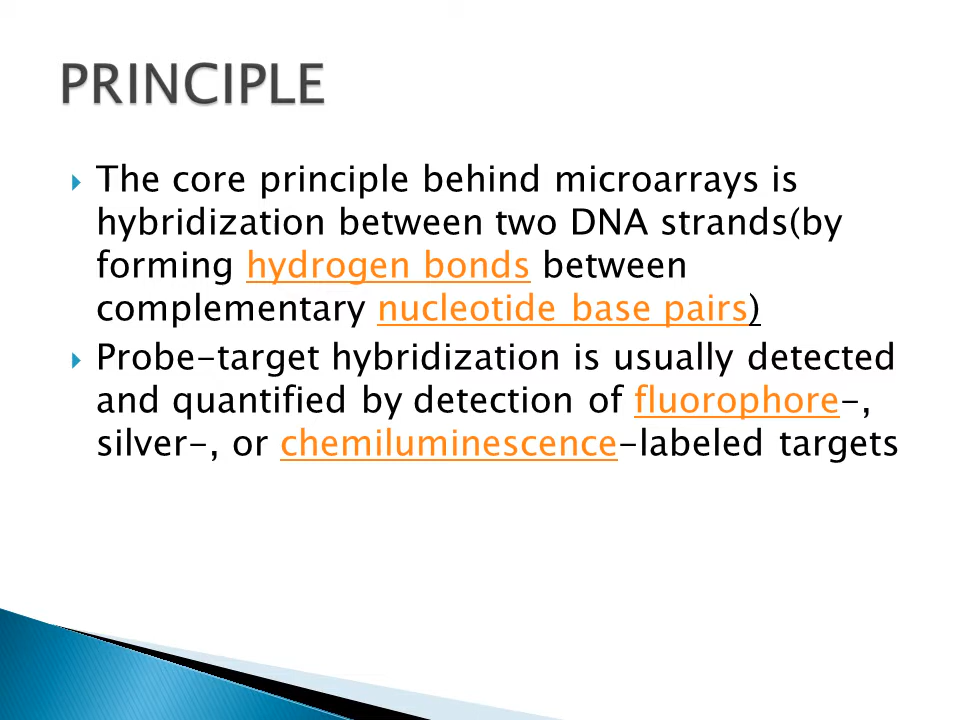 PRINCIPLE
The core principle behind microarrays is
hybridization between two DNA strands(by
forming hydrogen bonds between
complementary nucleotide base pairs)
Probe-target hybridization is usually detected
and quantified by detection of fluorophore-,
silver-, or chemiluminescence-labeled targets